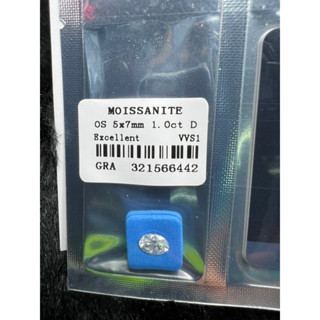 MOISSANITE
OS 5x7mm 1.0ct D
Excellent VVS1
GRA 321566442